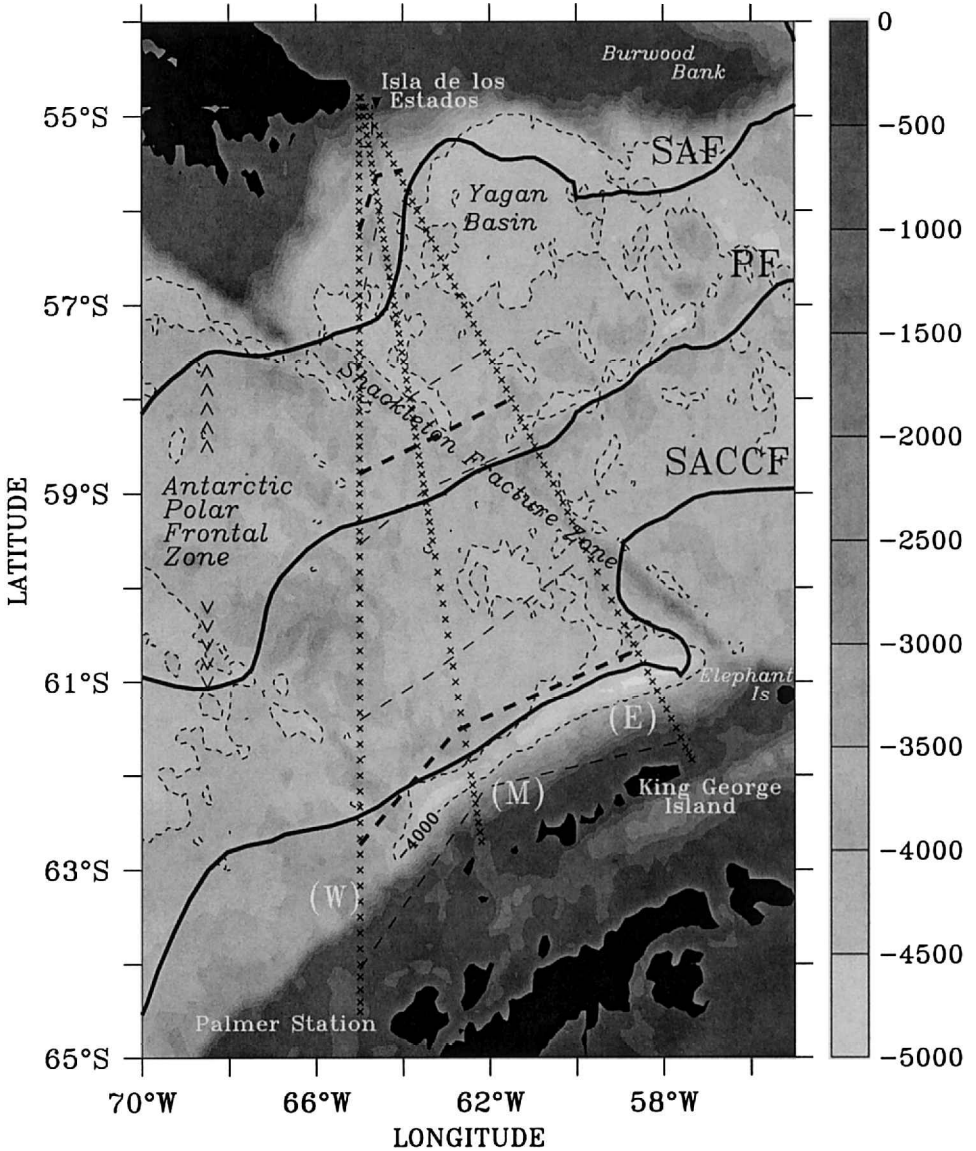 Burwood
Bank
Isla de los
Estados
SAF
Yagan
Basin
PF
Shackleton Fracture Zone
SACCF
Antarctic
Polar
Frontal
Zone
Elephant
Is
(E)
King George
Island
(M)
4000
(W)
Palmer Station
55°S
57°S
59°S
61°S
63°S
65°S
LATITUDE
70°W
66°W
62°W
58°W
LONGITUDE
0
-500
-1000
-1500
-2000
-2500
-3000
-3500
-4000
-4500
-5000